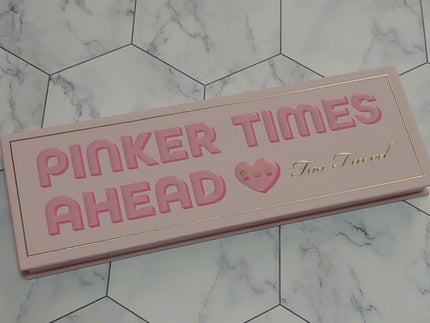 PINKER TIMES
AHEAD Too Faced